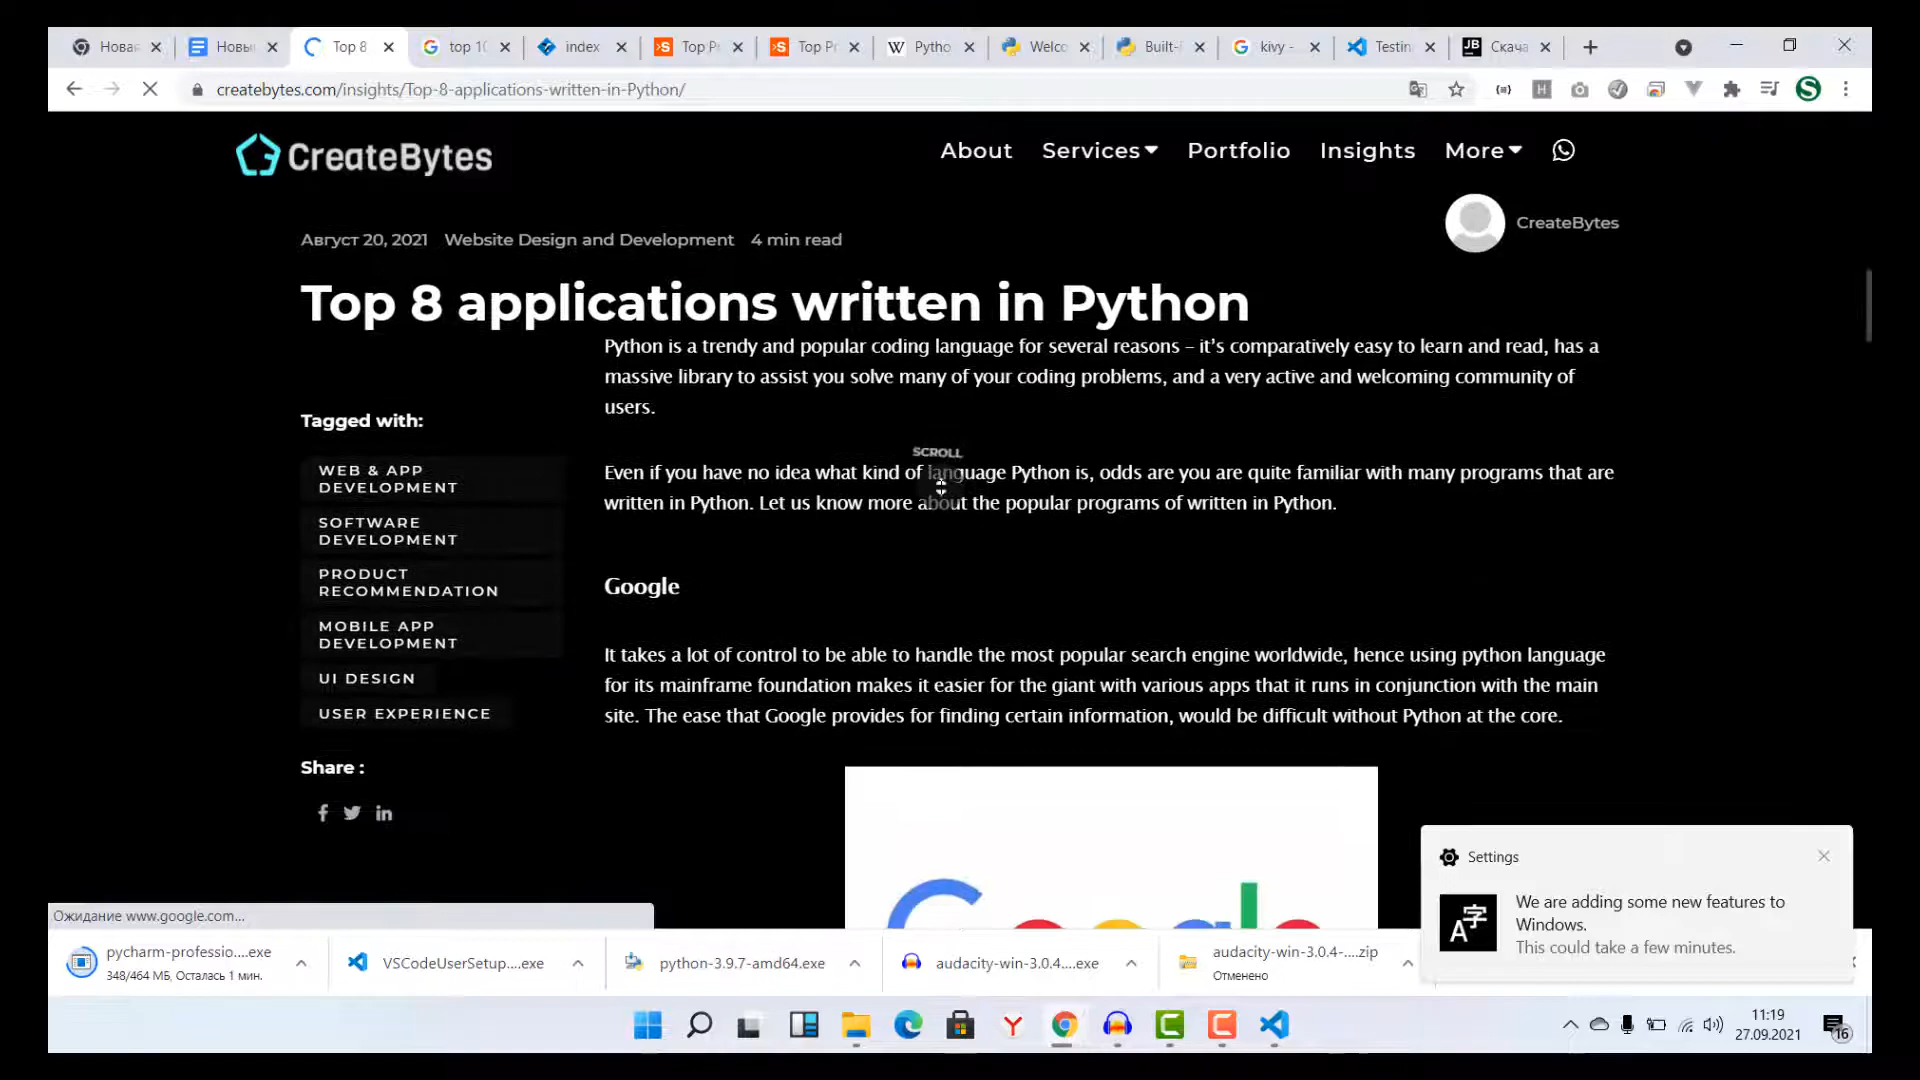 Новая
Новы
Top 8
top 10
index
Top P
Top Pr
Pytho
Welco
Built-
kivy -
Testin
Скача
createbytes.com/insights/Top-8-applications-written-in-Python/
CreateBytes
About
Services
Portfolio
Insights
More
CreateBytes
Август 20, 2021 Website Design and Development 4 min read
Top 8 applications written in Python
Python is a trendy and popular coding language for several reasons – it’s comparatively easy to learn and read, has a
massive library to assist you solve many of your coding problems, and a very active and welcoming community of
users.
Tagged with:
SCROLL
WEB & APP
DEVELOPMENT
SOFTWARE
DEVELOPMENT
PRODUCT
RECOMMENDATION
MOBILE APP
DEVELOPMENT
UI DESIGN
USER EXPERIENCE
Share :
Even if you have no idea what kind of language Python is, odds are you are quite familiar with many programs that are
written in Python. Let us know more about the popular programs of written in Python.
Google
It takes a lot of control to be able to handle the most popular search engine worldwide, hence using python language
for its mainframe foundation makes it easier for the giant with various apps that it runs in conjunction with the main
site. The ease that Google provides for finding certain information, would be difficult without Python at the core.
Google
Settings
We are adding some new features to
Windows.
This could take a few minutes.
Ожидание www.google.com...
pycharm-professio....exe
348/464 МБ, Осталась 1 мин.
VSCodeUserSetup....exe
python-3.9.7-amd64.exe
audacity-win-3.0.4....exe
audacity-win-3.0.4-....zip
Отменено
11:19
27.09.2021
16